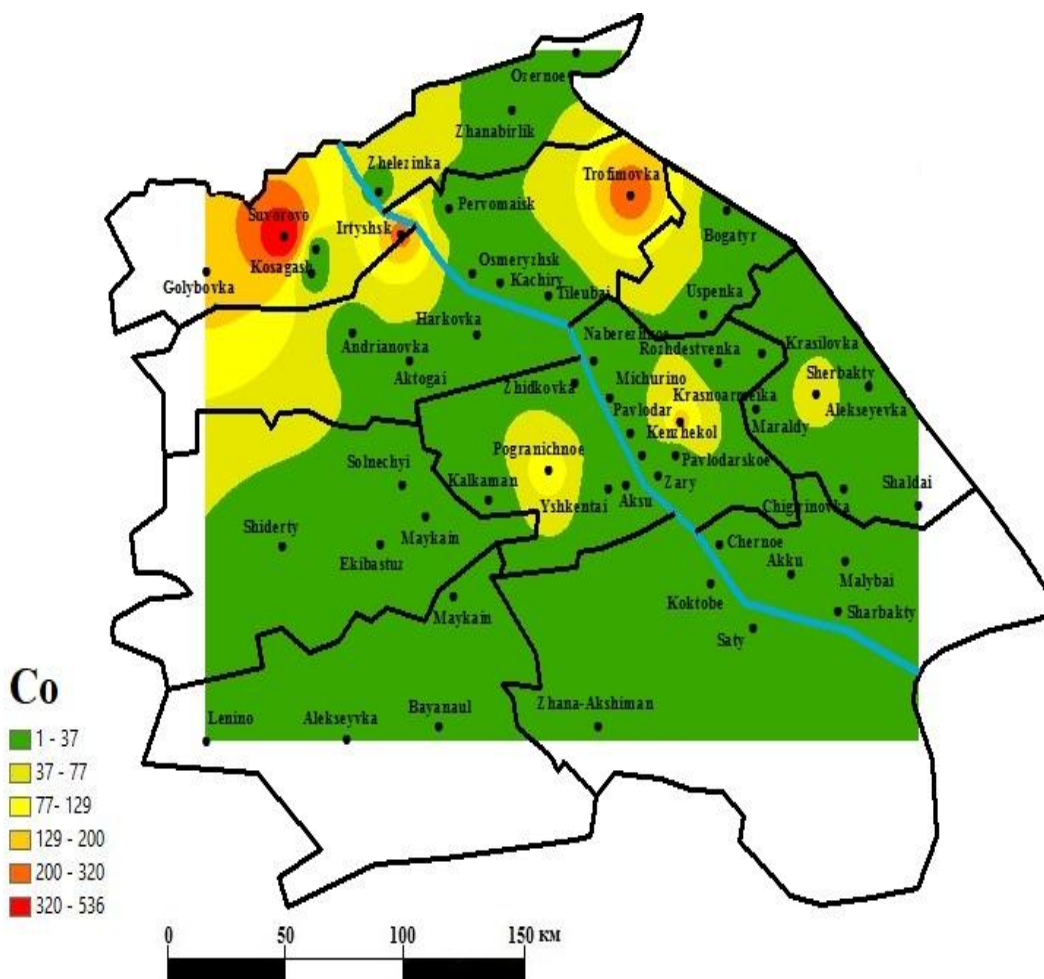 Ozernoe
Zhanabirlik
Zhelezinka
Trofimovka
Pervomaisk
Suvorovo
Irtyshsk
Bogatyr
Kosagash
Osmeryzhsk
Golybovka
Kachiry
Tileubai
Uspenka
Harkovka
Naberezhnoe
Andrianovka
Rozhdestvenka
Krasilovka
Aktogai
Michurino
Sherbakty
Zhidkovka
Krasnoarmeika
Pavlodar
Alekseyevka
Maraldy
Kenzhekol
Pogranichnoe
Pavlodarskoe
Solnechyi
Kalkaman
Zary
Shaldai
Yshkentai
Aksu
Chigirinovka
Shiderty
Maykain
Chernoe
Ekibastuz
Akku
Malybai
Maykain
Koktobe
Sharbakty
Saty
Co
Lenino
Alekseyvka
Bayanaul
Zhana-Akshiman
1 - 37
37 - 77
77- 129
129 - 200
200 - 320
320 - 536
0 50 100 150 км